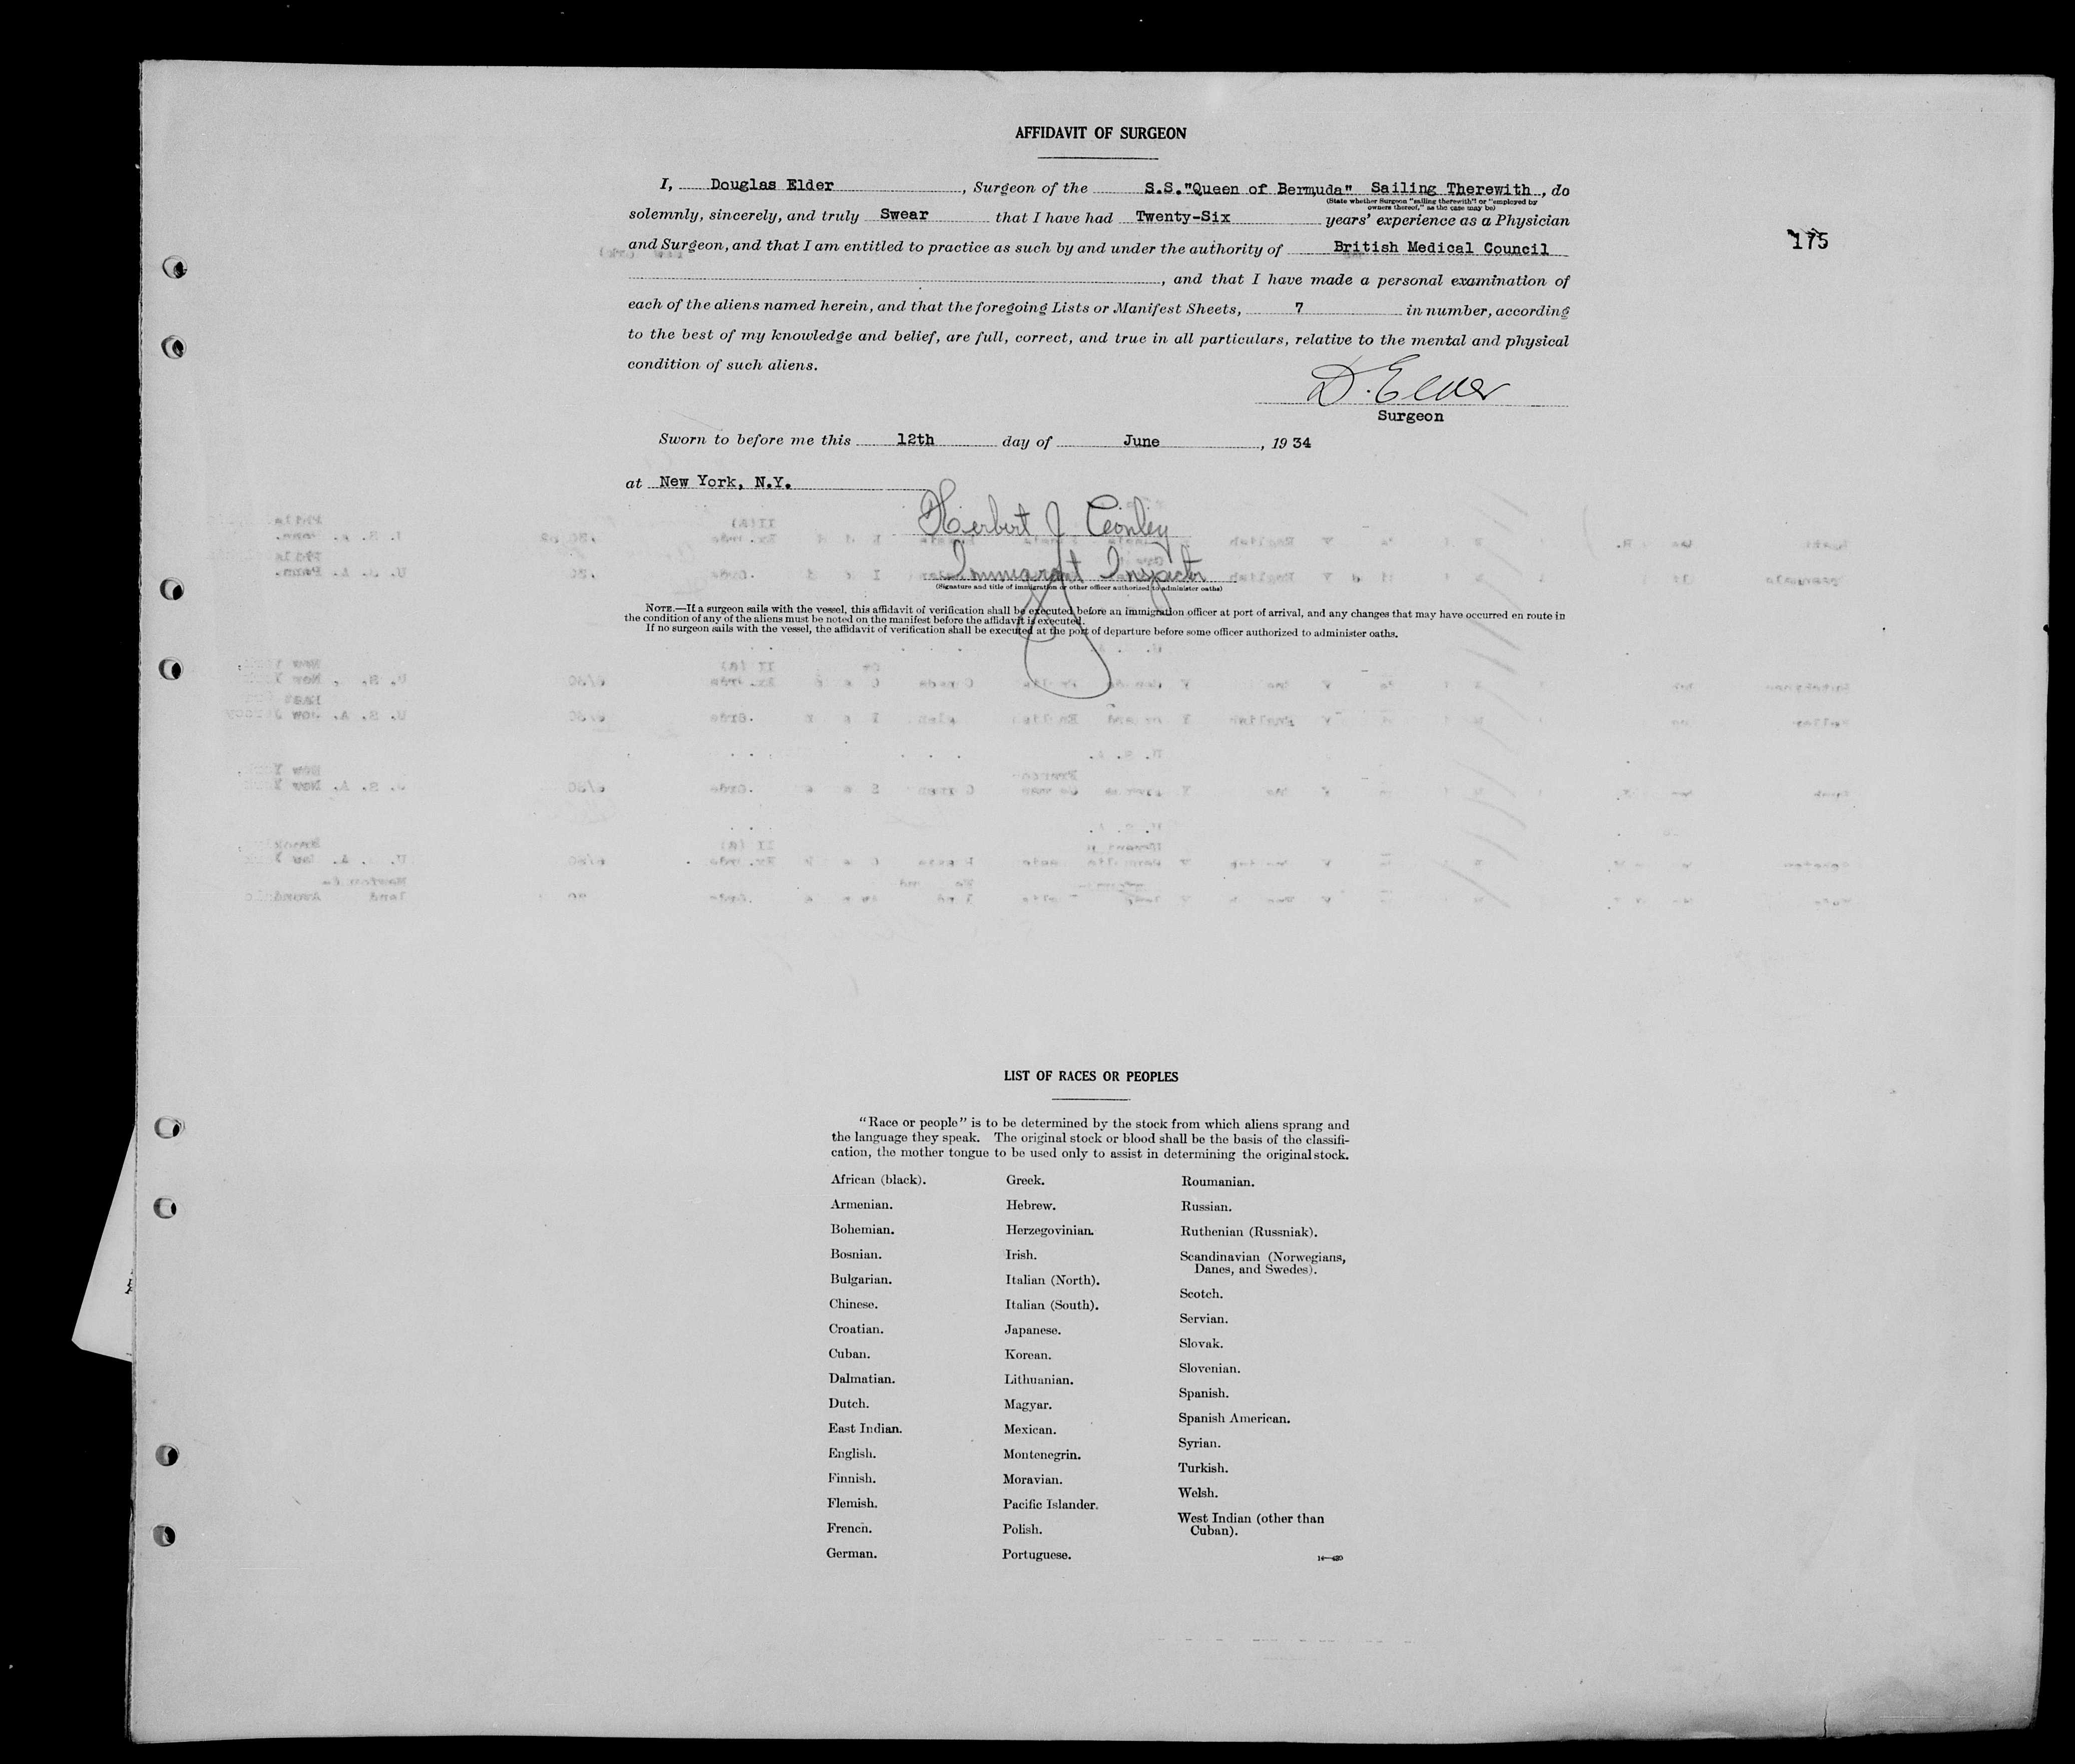 AFFIDAVIT OF SURGEON
I, Douglas Elder, Surgeon of the S.S."Queen of Bermuda" Sailing Therewith, do
(State whether Surgeon "sailing therewith" or "employed by
owners thereof," as the case may be)
solemnly, sincerely, and truly Swear that I have had Twenty-Six years' experience as a Physician
and Surgeon, and that I am entitled to practice as such by and under the authority of British Medical Council
, and that I have made a personal examination of
each of the aliens named herein, and that the foregoing Lists or Manifest Sheets, 7 in number, according
to the best of my knowledge and belief, are full, correct, and true in all particulars, relative to the mental and physical
condition of such aliens.
175
D. Elder
Surgeon
Sworn to before me this 12th day of June, 1934
at New York, N.Y.
Herbert J Conley
Immigrant Inspector
(Signature and title of immigration or other officer authorized to administer oaths)
NOTE.—If a surgeon sails with the vessel, this affidavit of verification shall be executed before an immigration officer at port of arrival, and any changes that may have occurred en route in
the condition of any of the aliens must be noted on the manifest before the affidavit is executed.
If no surgeon sails with the vessel, the affidavit of verification shall be executed at the port of departure before some officer authorized to administer oaths.
LIST OF RACES OR PEOPLES
"Race or people" is to be determined by the stock from which aliens sprang and
the language they speak. The original stock or blood shall be the basis of the classifi-
cation, the mother tongue to be used only to assist in determining the original stock.
African (black).
Armenian.
Bohemian.
Bosnian.
Bulgarian.
Chinese.
Croatian.
Cuban.
Dalmatian.
Dutch.
East Indian.
English.
Finnish.
Flemish.
French.
German.
Greek.
Hebrew.
Herzegovinian.
Irish.
Italian (North).
Italian (South).
Japanese.
Korean.
Lithuanian.
Magyar.
Mexican.
Montenegrin.
Moravian.
Pacific Islander.
Polish.
Portuguese.
Roumanian.
Russian.
Ruthenian (Russniak).
Scandinavian (Norwegians,
Danes, and Swedes).
Scotch.
Servian.
Slovak.
Slovenian.
Spanish.
Spanish American.
Syrian.
Turkish.
Welsh.
West Indian (other than
Cuban).